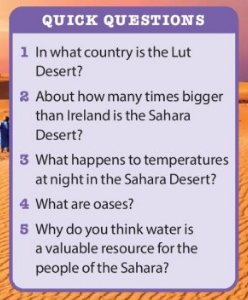 QUICK QUESTIONS
1 In what country is the Lut
Desert?
2 About how many times bigger
than Ireland is the Sahara
Desert?
3 What happens to temperatures
at night in the Sahara Desert?
4 What are oases?
5 Why do you think water is
a valuable resource for the
people of the Sahara?